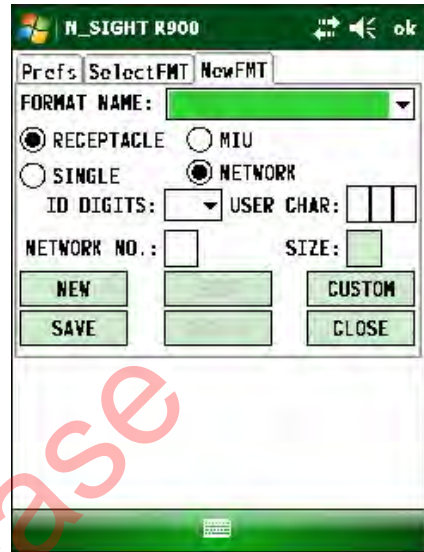 N_SIGHT R900 ok
Prefs SelectFMT NewFMT
FORMAT NAME:
RECEPTACLE MIU
SINGLE NETWORK
ID DIGITS: USER CHAR:
NETWORK NO.: SIZE:
NEW CUSTOM
SAVE CLOSE
ase